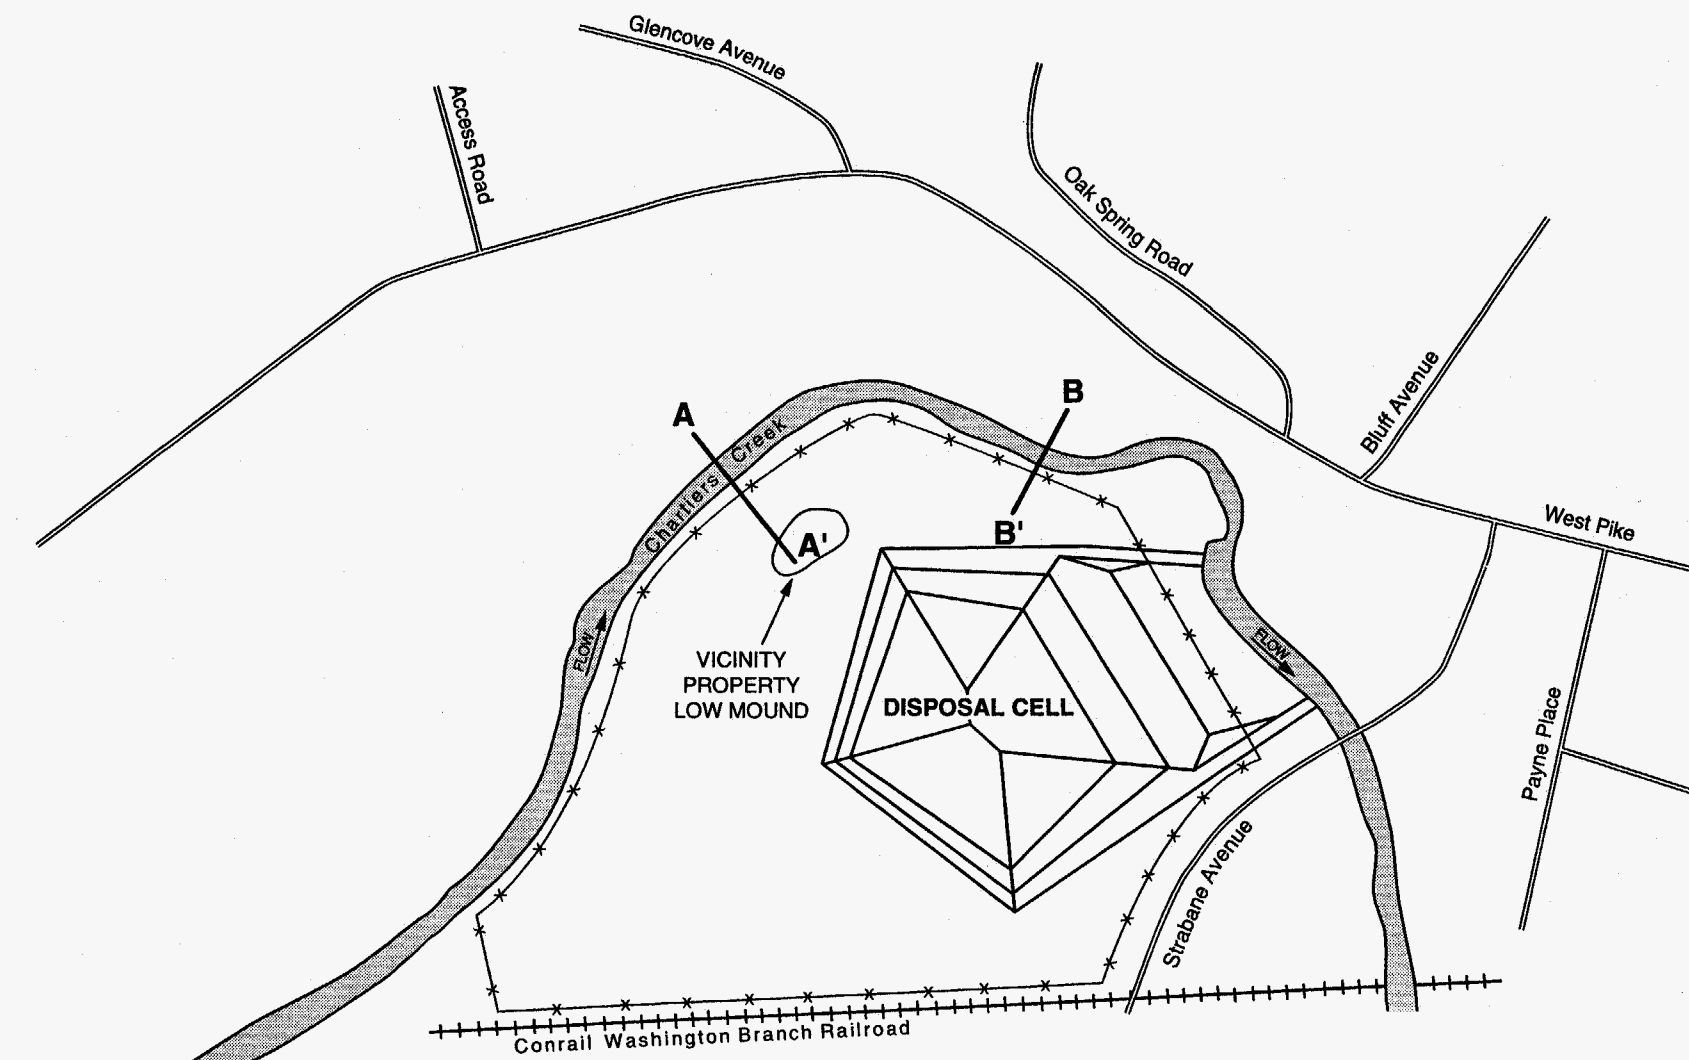 Glencove Avenue
Access Road
Oak Spring Road
Bluff Avenue
B
A
Chartiers Creek
West Pike
B'
A'
FLOW
FLOW
VICINITY
PROPERTY
LOW MOUND
DISPOSAL CELL
Payne Place
Strabane Avenue
Conrail Washington Branch Railroad